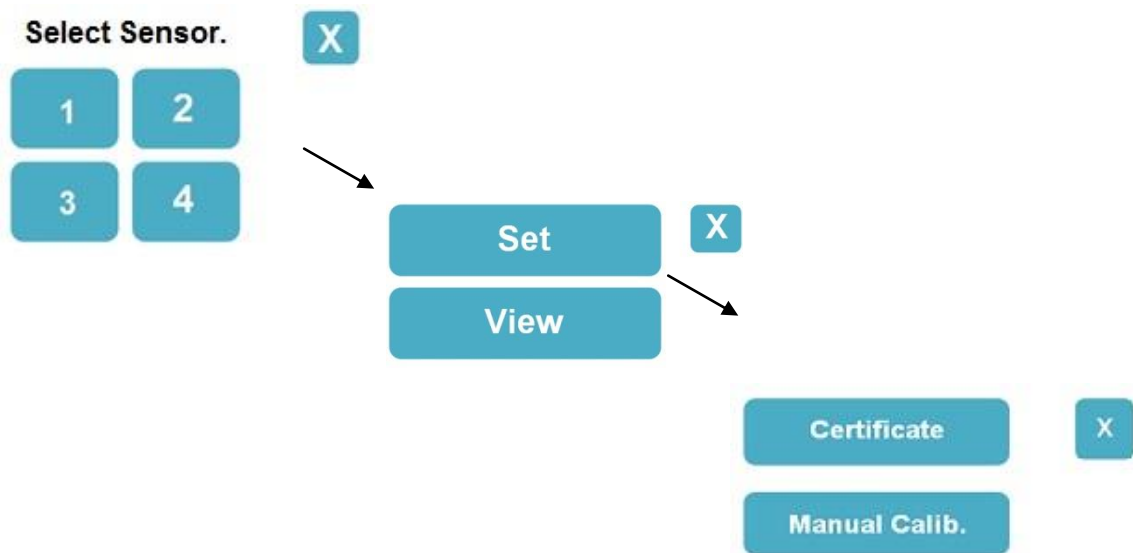 Select Sensor.
X
1 2
3 4
Set
X
View
Certificate
X
Manual Calib.